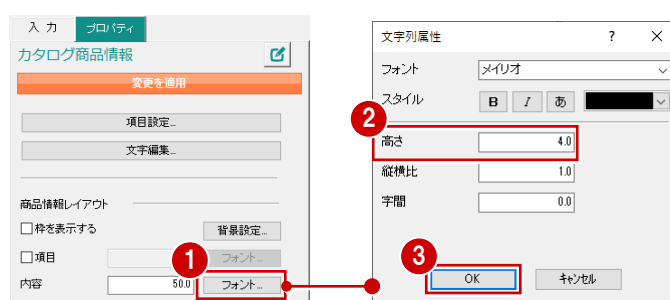 入 力 プロパティ
カタログ商品情報
変更を適用
項目設定...
文字編集...
商品情報レイアウト
枠を表示する 背景設定...
項目 フォント...
1
内容 50.0 フォント...
文字列属性 ? ×
フォント メイリオ
スタイル B I あ
2
高さ 4.0
縦横比 1.0
字間 0.0
3
OK キャンセル